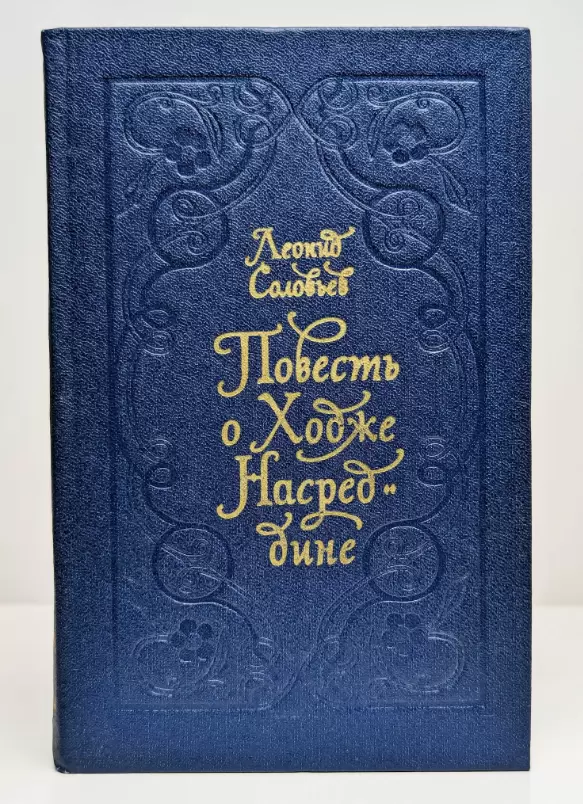 Леонид
Соловьев
Повесть
о Ходже
Насред-
дине